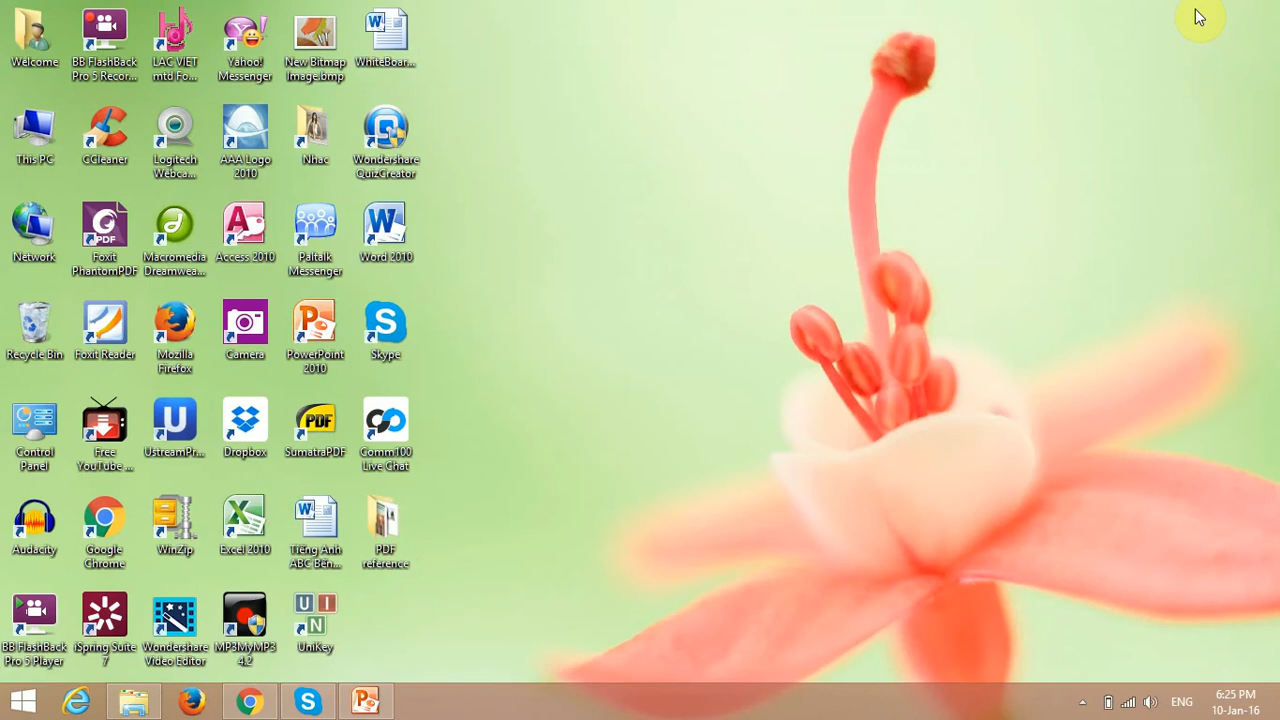 Welcome
BB FlashBack
Pro 5 Recor...
LAC VIET
mtd Fo...
Yahoo!
Messenger
New Bitmap
Image.bmp
WhiteBoar...
This PC
CCleaner
Logitech
Webca...
AAA Logo
2010
Nhac
Wondershare
QuizCreator
PDF
Network
Foxit
PhantomPDF
Macromedia
Dreamwea...
Access 2010
Paltalk
Messenger
Word 2010
Recycle Bin
Foxit Reader
Mozilla
Firefox
Camera
PowerPoint
2010
Skype
PDF
Control
Panel
Free
YouTube ...
UstreamPr...
Dropbox
SumatraPDF
Comm100
Live Chat
Audacity
Google
Chrome
WinZip
Excel 2010
Tiếng Anh
ABC Bên...
PDF
reference
U I
N
BB FlashBack
Pro 5 Player
iSpring Suite
7
Wondershare
Video Editor
MP3MyMP3
4.2
UniKey
ENG
6:25 PM
10-Jan-16